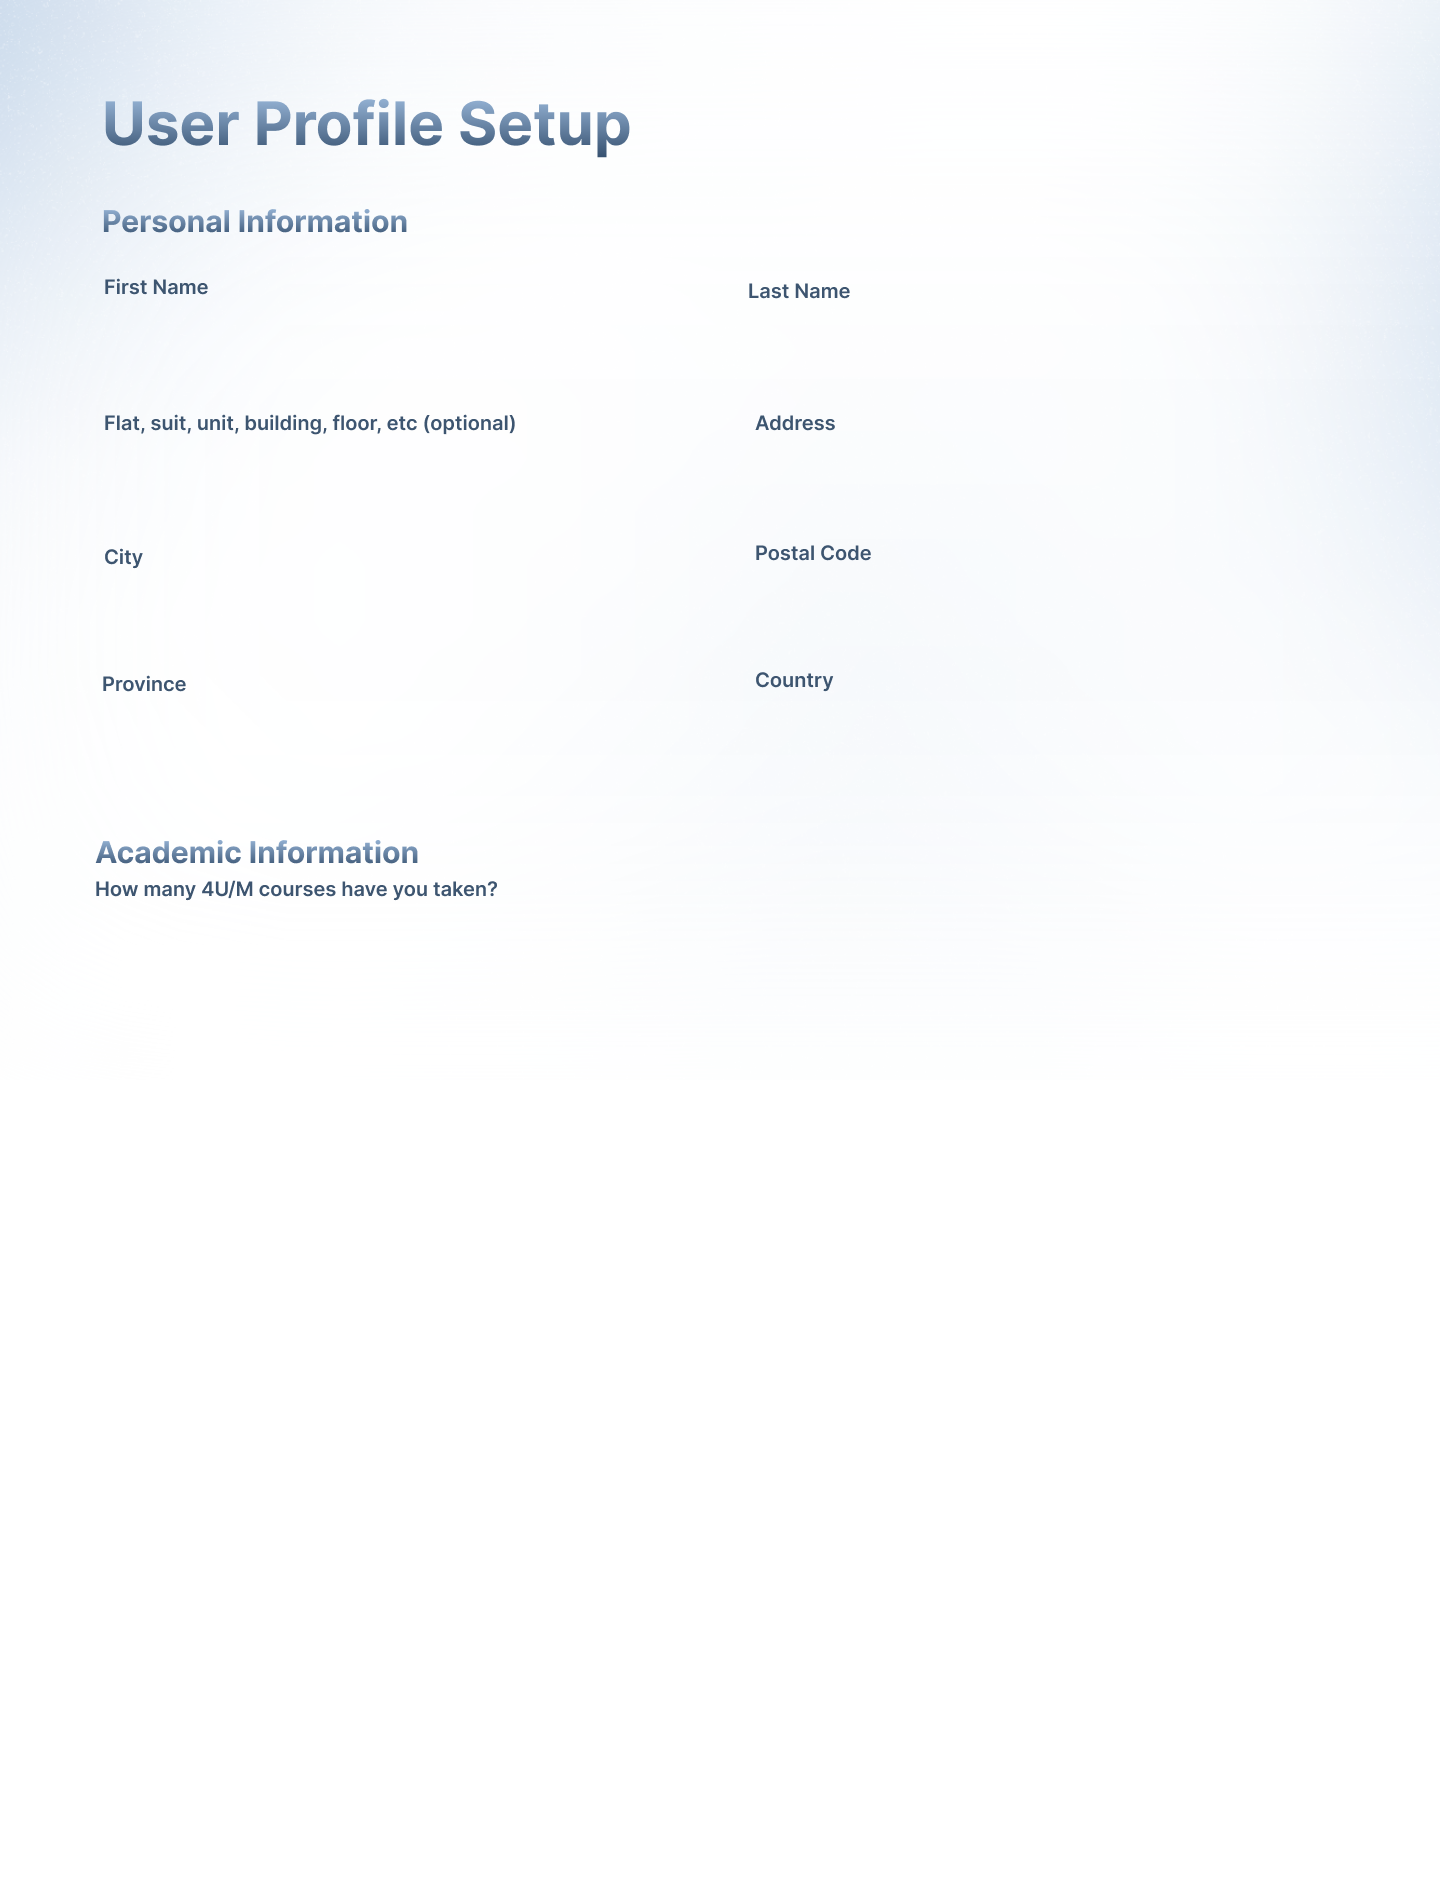 User Profile Setup
Personal Information
First Name
Last Name
Flat, suit, unit, building, floor, etc (optional)
Address
City
Postal Code
Province
Country
Academic Information
How many 4U/M courses have you taken?